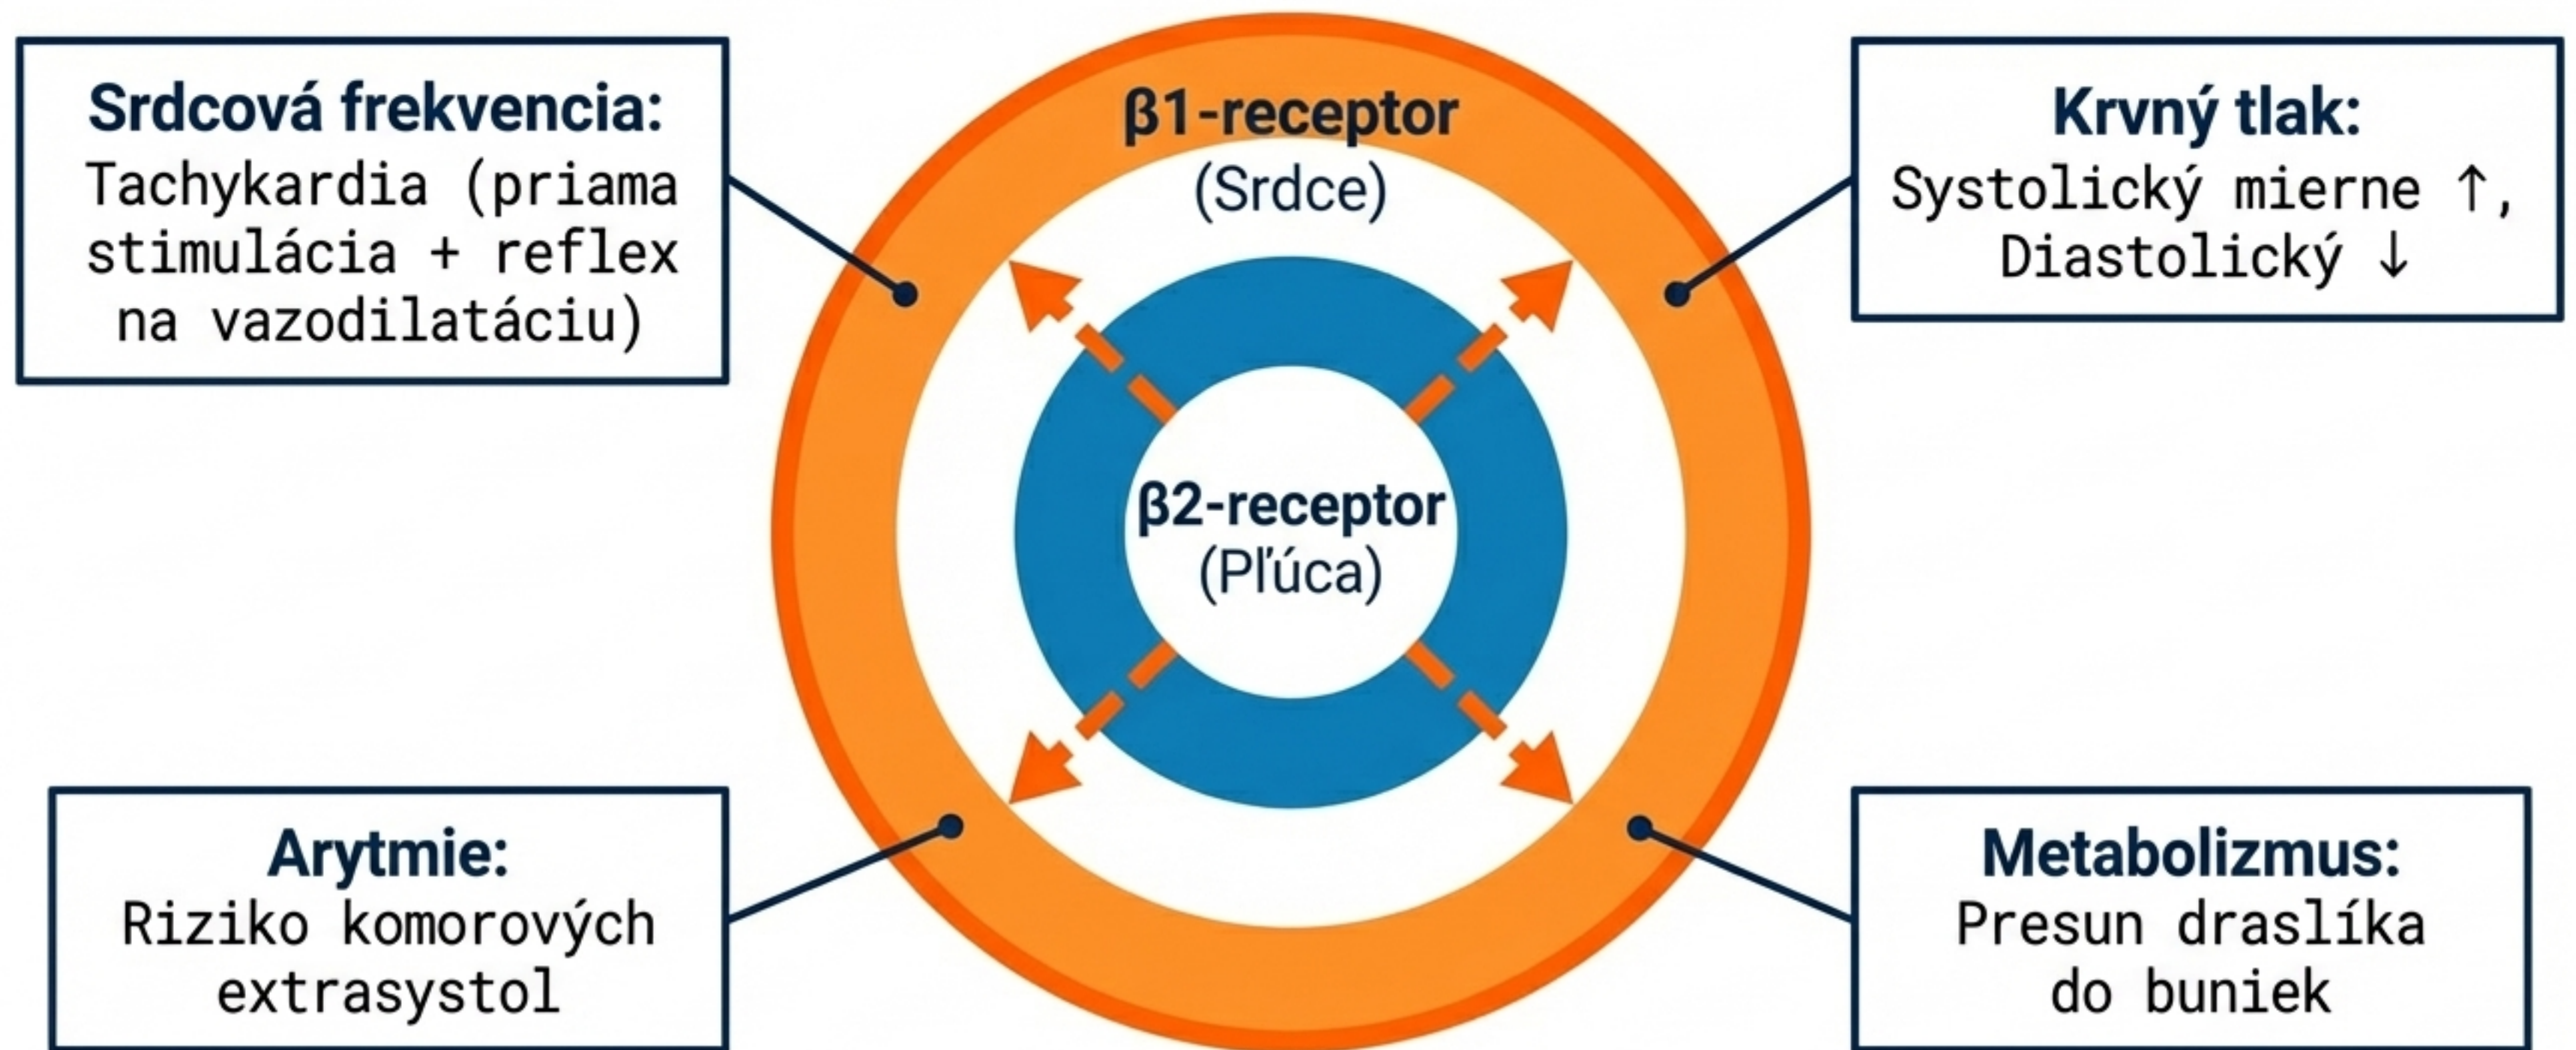 Srdcová frekvencia:
Tachykardia (priama
stimulácia + reflex
na vazodilatáciu)
β1-receptor
(Srdce)
Krvný tlak:
Systolický mierne ↑,
Diastolický ↓
β2-receptor
(Pľúca)
Arytmie:
Riziko komorových
extrasystol
Metabolizmus:
Presun draslíka
do buniek